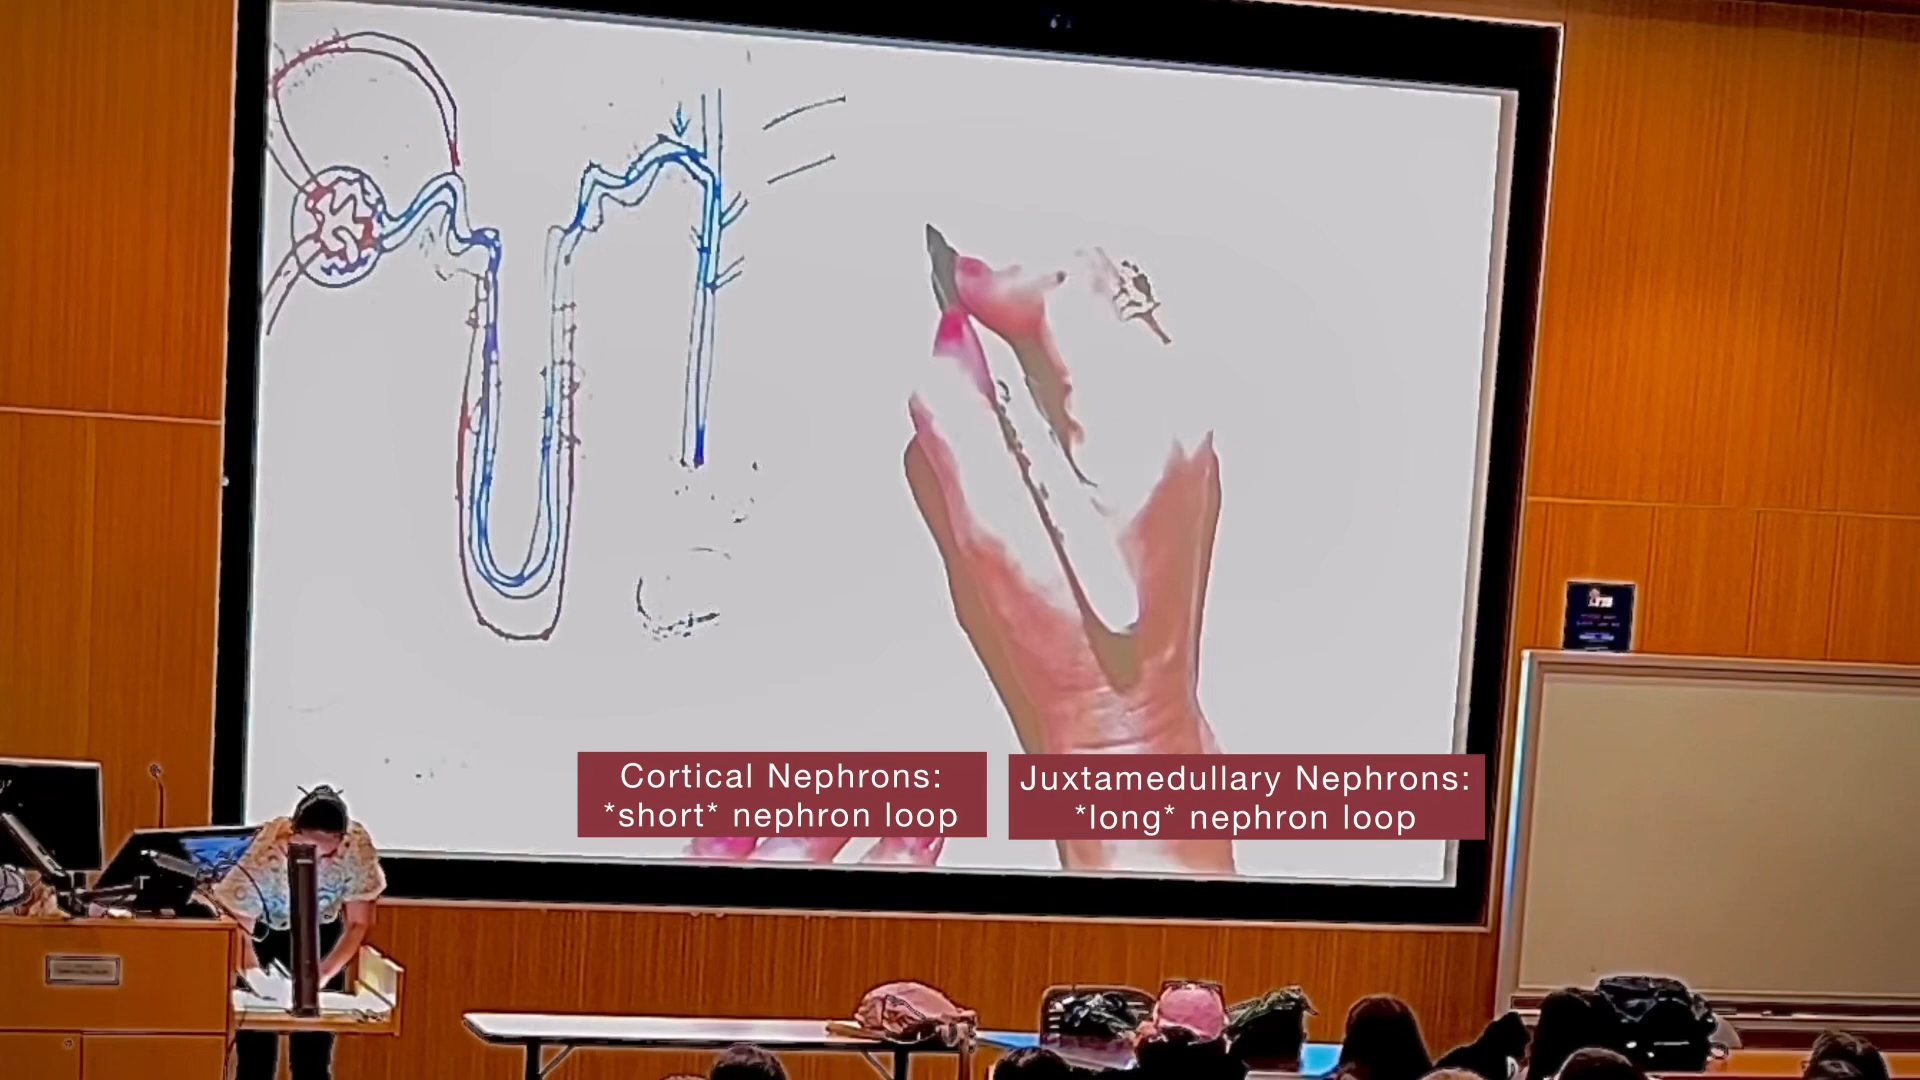 Cortical Nephrons:
*short* nephron loop
Juxtamedullary Nephrons:
*long* nephron loop